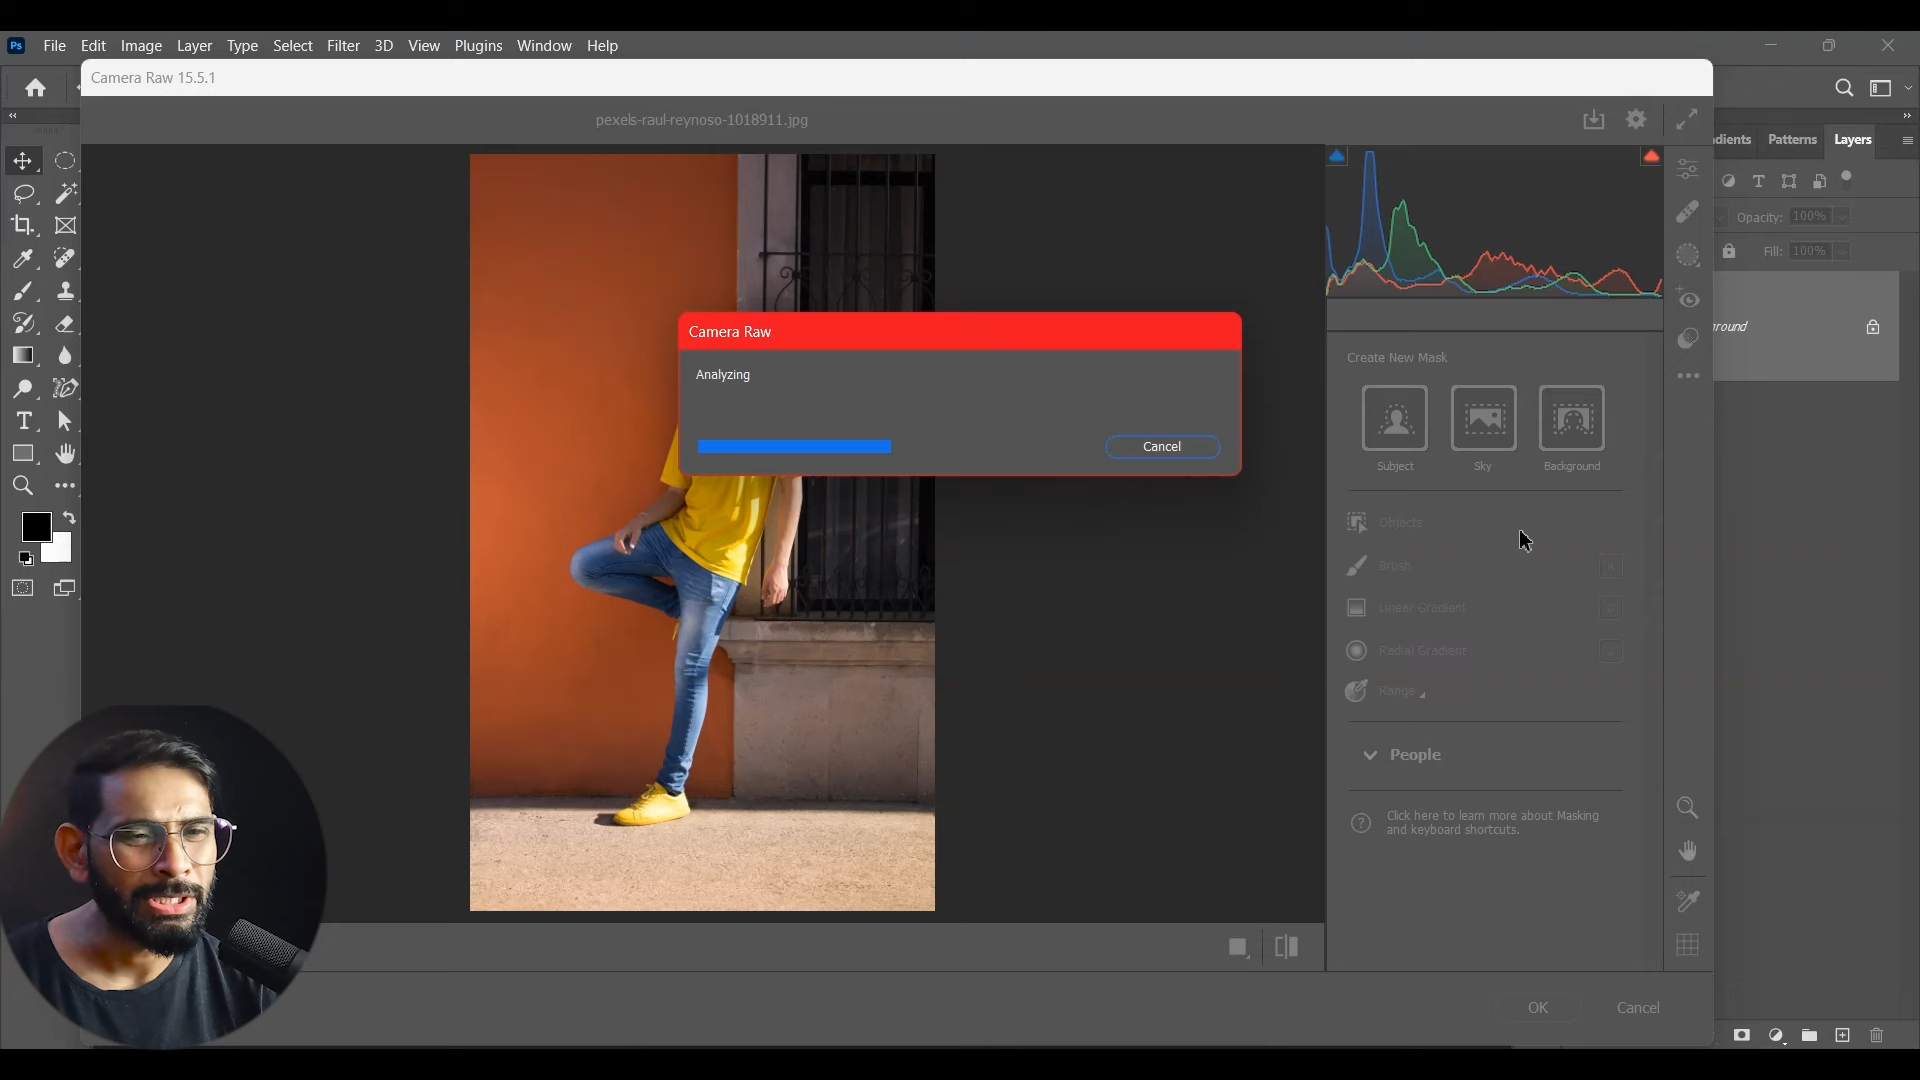 Ps File Edit Image Layer Type Select Filter 3D View Plugins Window Help
Camera Raw 15.5.1
pexels-raul-reynoso-1018911.jpg
Patterns Layers
Opacity: 100%
Fill: 100%
Camera Raw
Analyzing
Cancel
Create New Mask
Subject Sky Background
Objects
Brush K
Linear Gradient G
Radial Gradient J
Range
People
Click here to learn more about Masking
and keyboard shortcuts.
OK Cancel